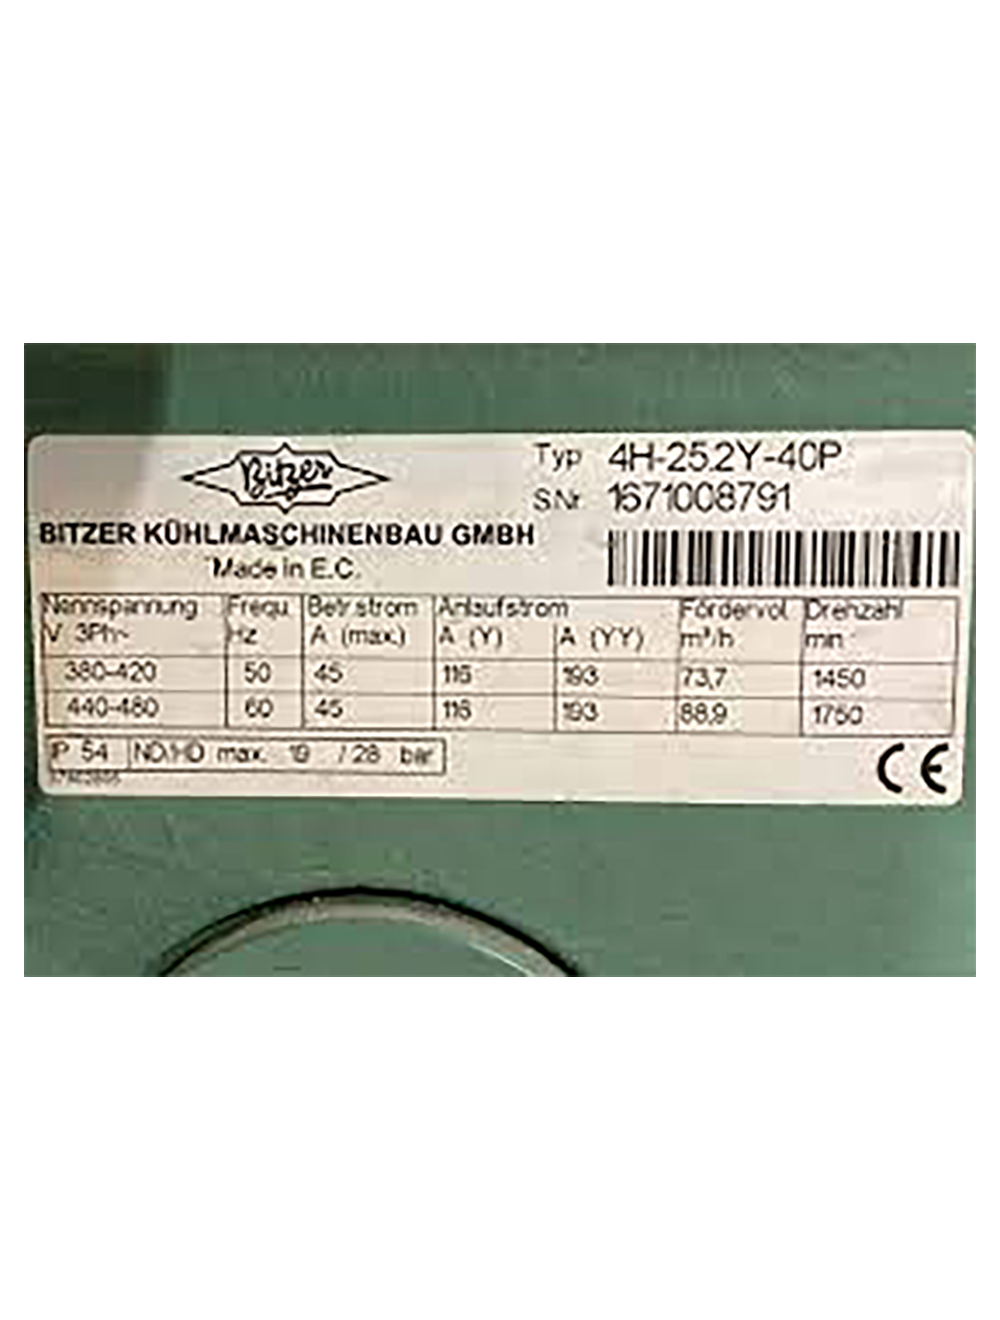 Bitzer
Typ 4H-25.2Y-40P
S.Nr. 1671008791
BITZER KÜHLMASCHINENBAU GMBH
Made in E.C.
Nennspannung Frequ. Betr.strom Anlaufstrom Fördervol. Drehzahl
V 3Ph~ Hz A (max.) A (Y) A (YY) m³/h min
380-420 50 45 116 193 73,7 1450
440-480 60 45 116 193 88,9 1750
IP 54 ND/HD max. 19 / 28 bar CE